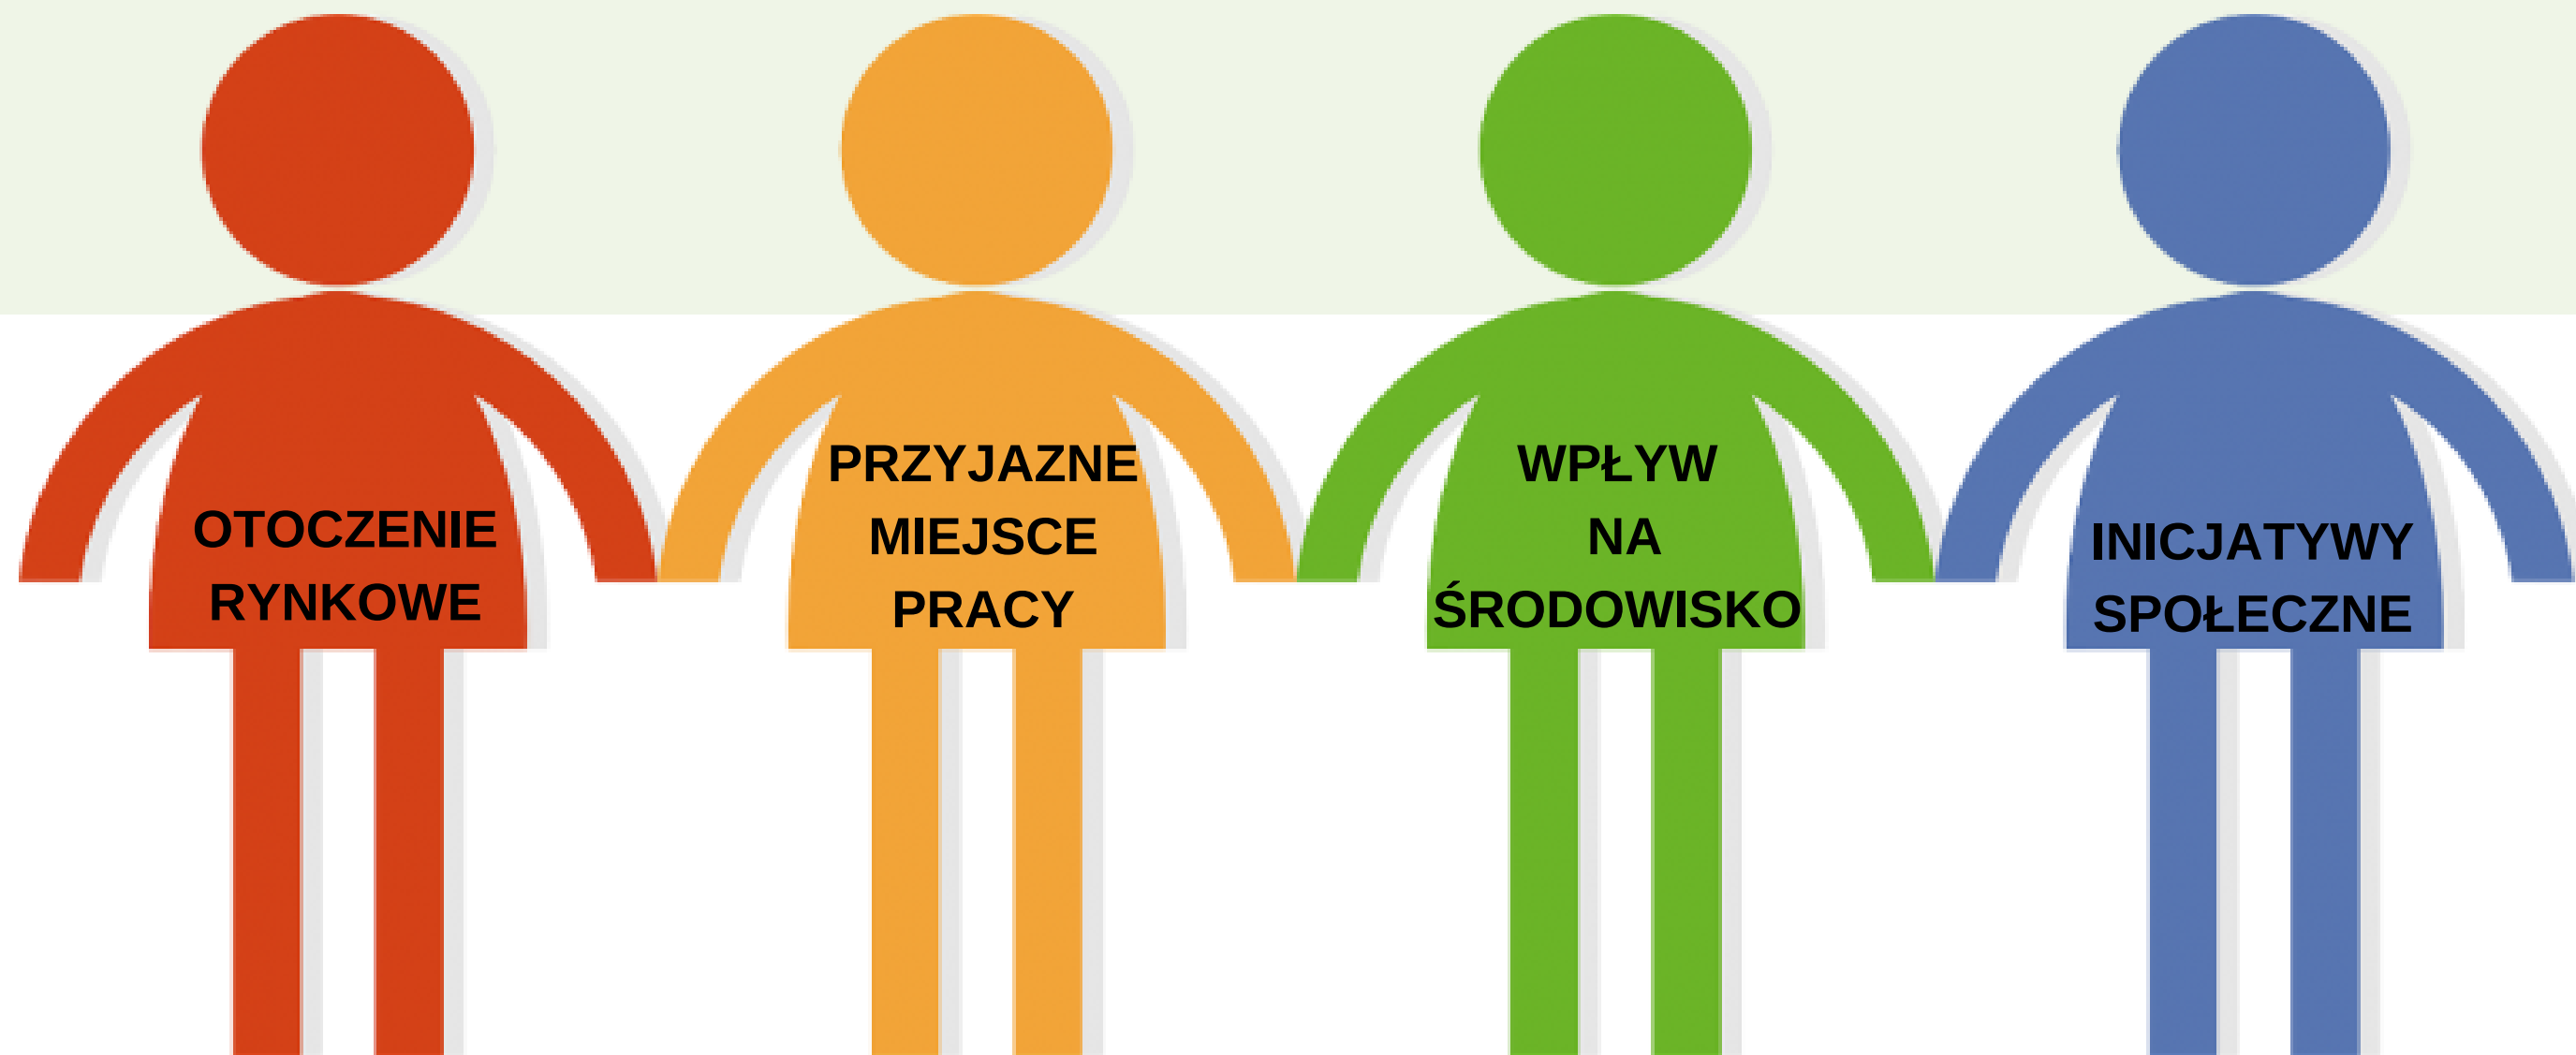 OTOCZENIE
RYNKOWE
PRZYJAZNE
MIEJSCE
PRACY
WPŁYW
NA
ŚRODOWISKO
INICJATYWY
SPOŁECZNE